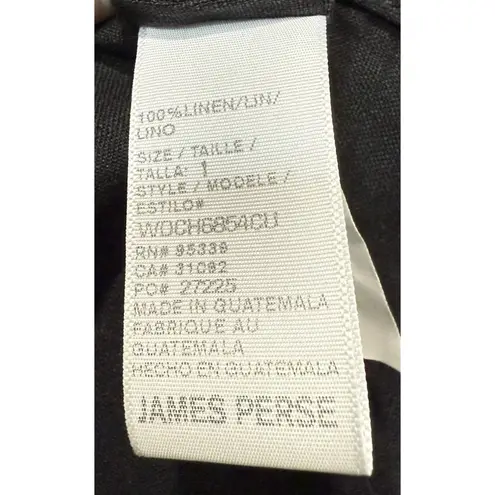 100% LINEN/LIN/
LINO
SIZE / TAILLE /
TALLA: 1
STYLE / MODELE /
ESTILO#
WDCH6854CU
RN# 95339
CA# 31092
PO# 27225
MADE IN GUATEMALA
FABRIQUE AU
GUATEMALA
HECHO EN GUATEMALA
JAMES PERSE